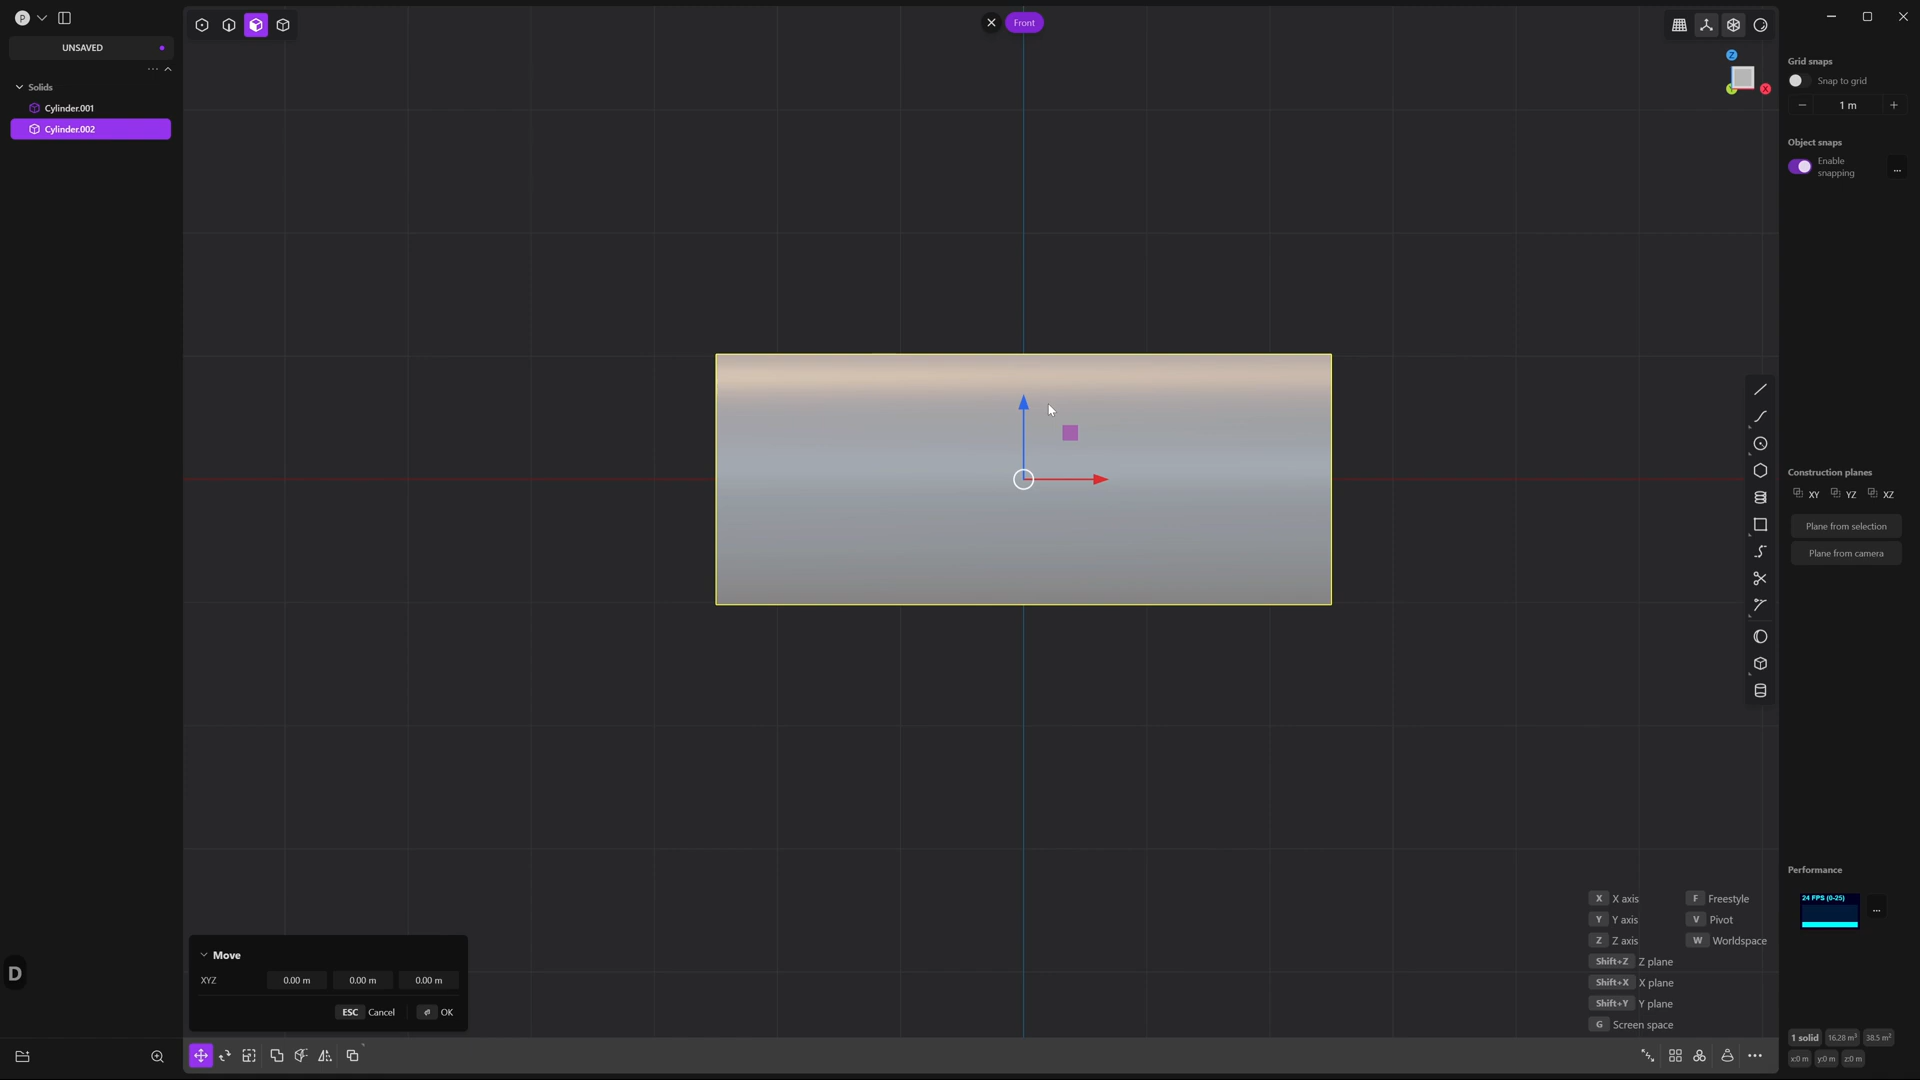 P
UNSAVED
Solids
Cylinder.001
Cylinder.002
Front
Z
Y
X
Grid snaps
Snap to grid
1 m
Object snaps
Enable
snapping
...
Construction planes
XY YZ XZ
Plane from selection
Plane from camera
Performance
24 FPS (0-25)
...
X X axis F Freestyle
Y Y axis V Pivot
Z Z axis W Worldspace
Shift+Z Z plane
Shift+X X plane
Shift+Y Y plane
G Screen space
Move
XYZ 0.00 m 0.00 m 0.00 m
ESC Cancel OK
D
1 solid 16.28 m³ 38.5 m²
x:0 m y:0 m z:0 m